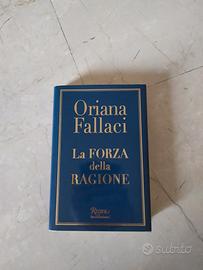 Oriana
Fallaci
La FORZA
della
RAGIONE
Rizzoli
subito